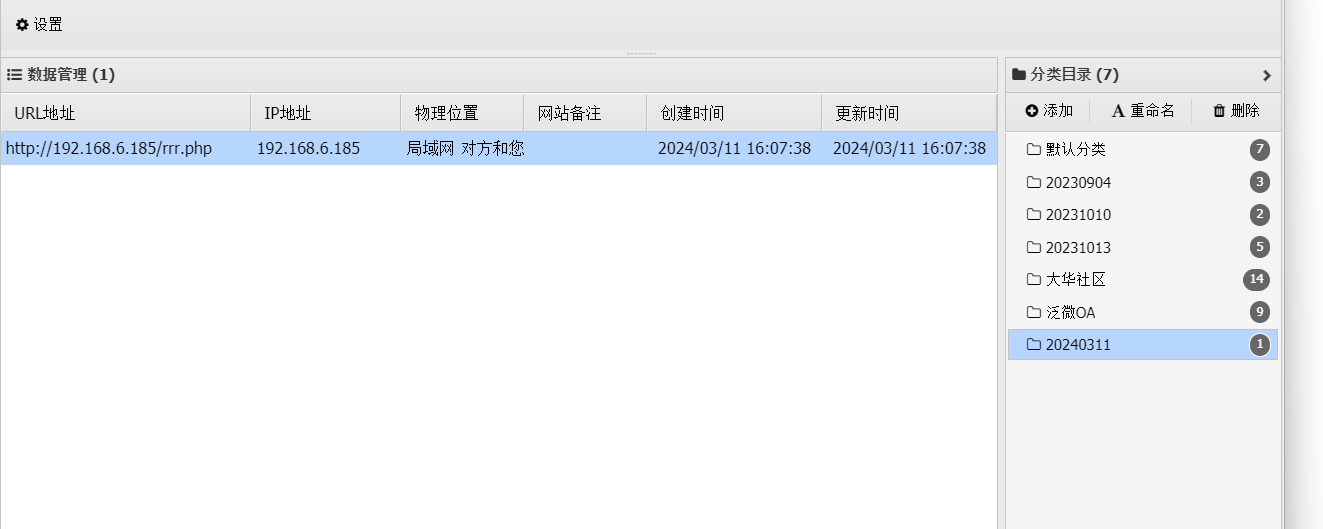 设置
数据管理 (1)
URL地址 IP地址 物理位置 网站备注 创建时间 更新时间
http://192.168.6.185/rrr.php 192.168.6.185 局域网 对方和您 2024/03/11 16:07:38 2024/03/11 16:07:38
分类目录 (7)
添加 重命名 删除
默认分类 7
20230904 3
20231010 2
20231013 5
大华社区 14
泛微OA 9
20240311 1